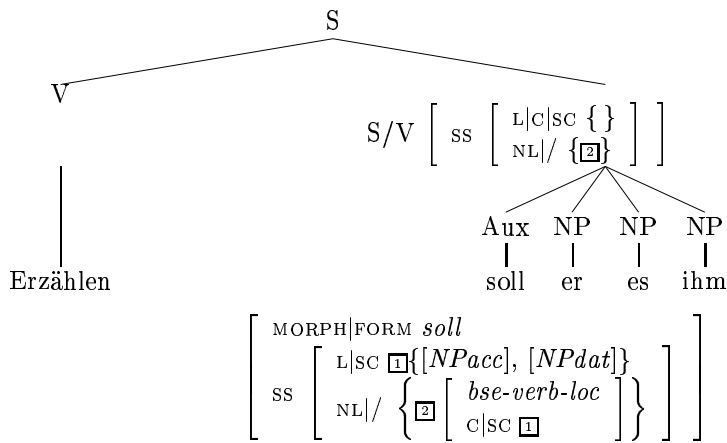 S
V
S/V [ SS [ L|C|SC { }
NL|/ {2} ] ]
Aux NP NP NP
Erzählen soll er es ihm
[ MORPH|FORM soll
SS [ L|SC 1{[NPacc], [NPdat]}
NL|/ { 2 [ bse-verb-loc
C|SC 1 ] } ] ]